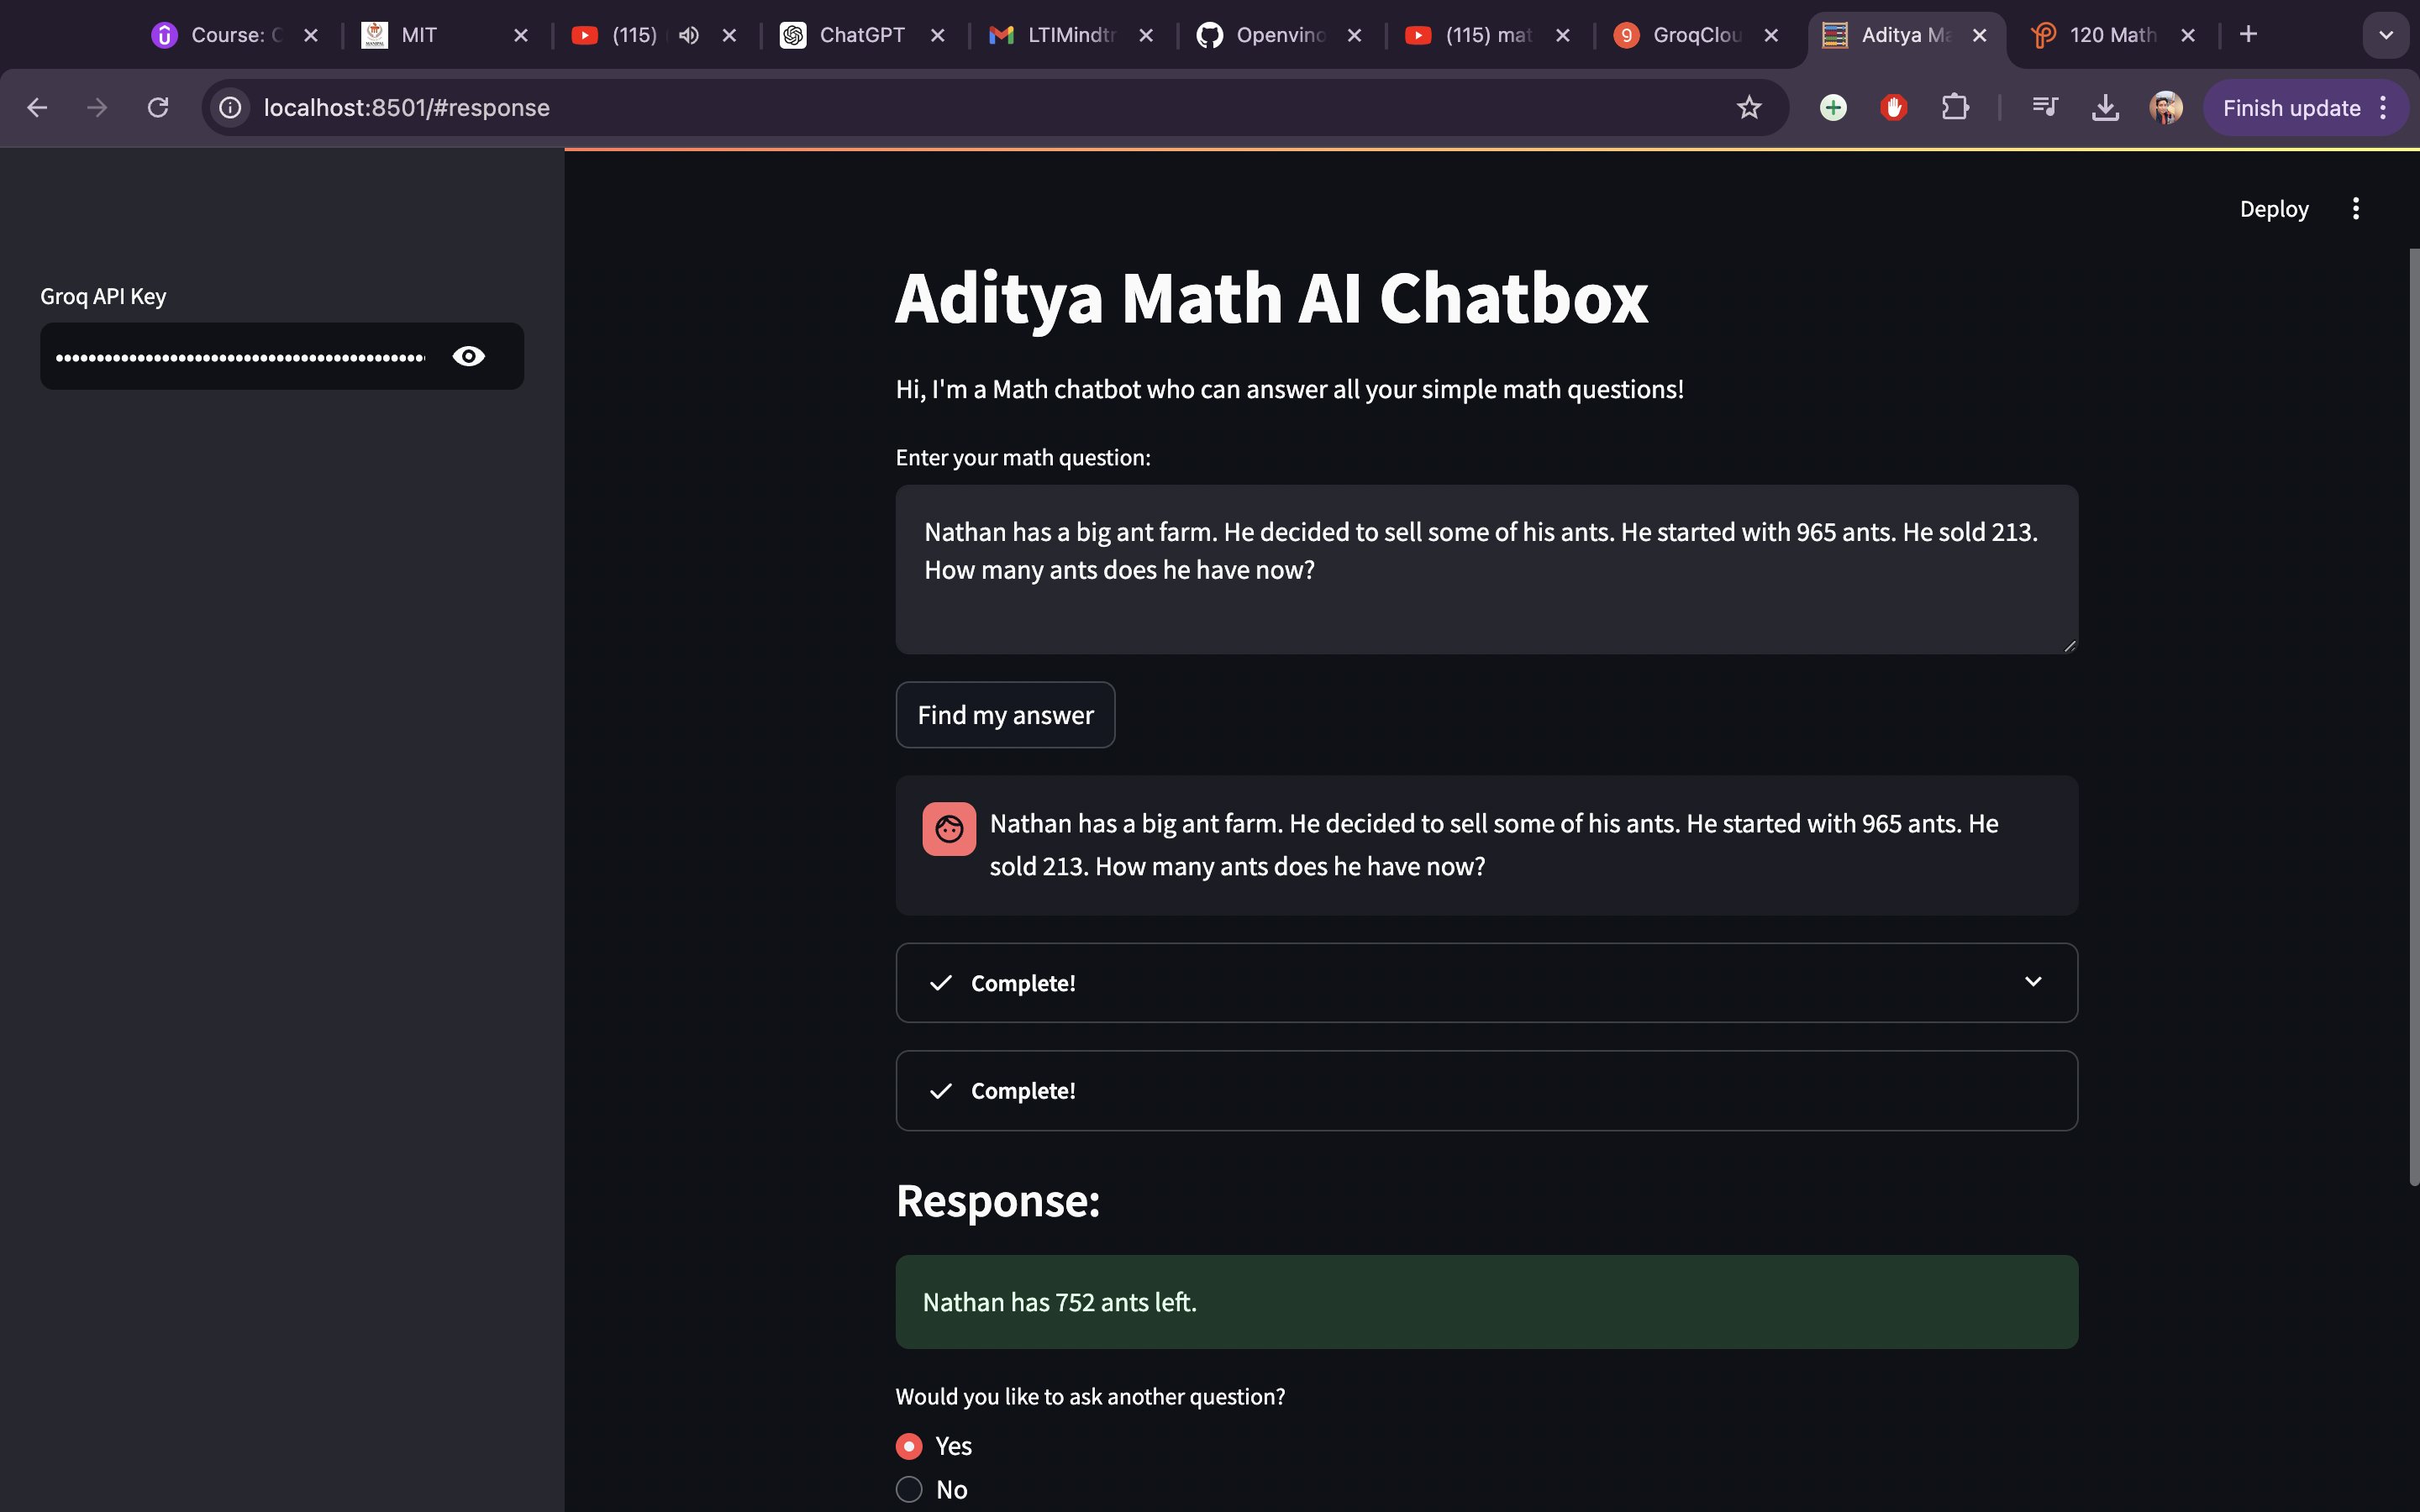 Course: C
MIT
(115)
ChatGPT
LTIMindtr
Openvino
(115) mat
GroqClou
Aditya Ma
120 Math
localhost:8501/#response
Finish update
Deploy
Groq API Key
Aditya Math AI Chatbox
Hi, I'm a Math chatbot who can answer all your simple math questions!
Enter your math question:
Nathan has a big ant farm. He decided to sell some of his ants. He started with 965 ants. He sold 213.
How many ants does he have now?
Find my answer
Nathan has a big ant farm. He decided to sell some of his ants. He started with 965 ants. He
sold 213. How many ants does he have now?
Complete!
Complete!
Response:
Nathan has 752 ants left.
Would you like to ask another question?
Yes
No